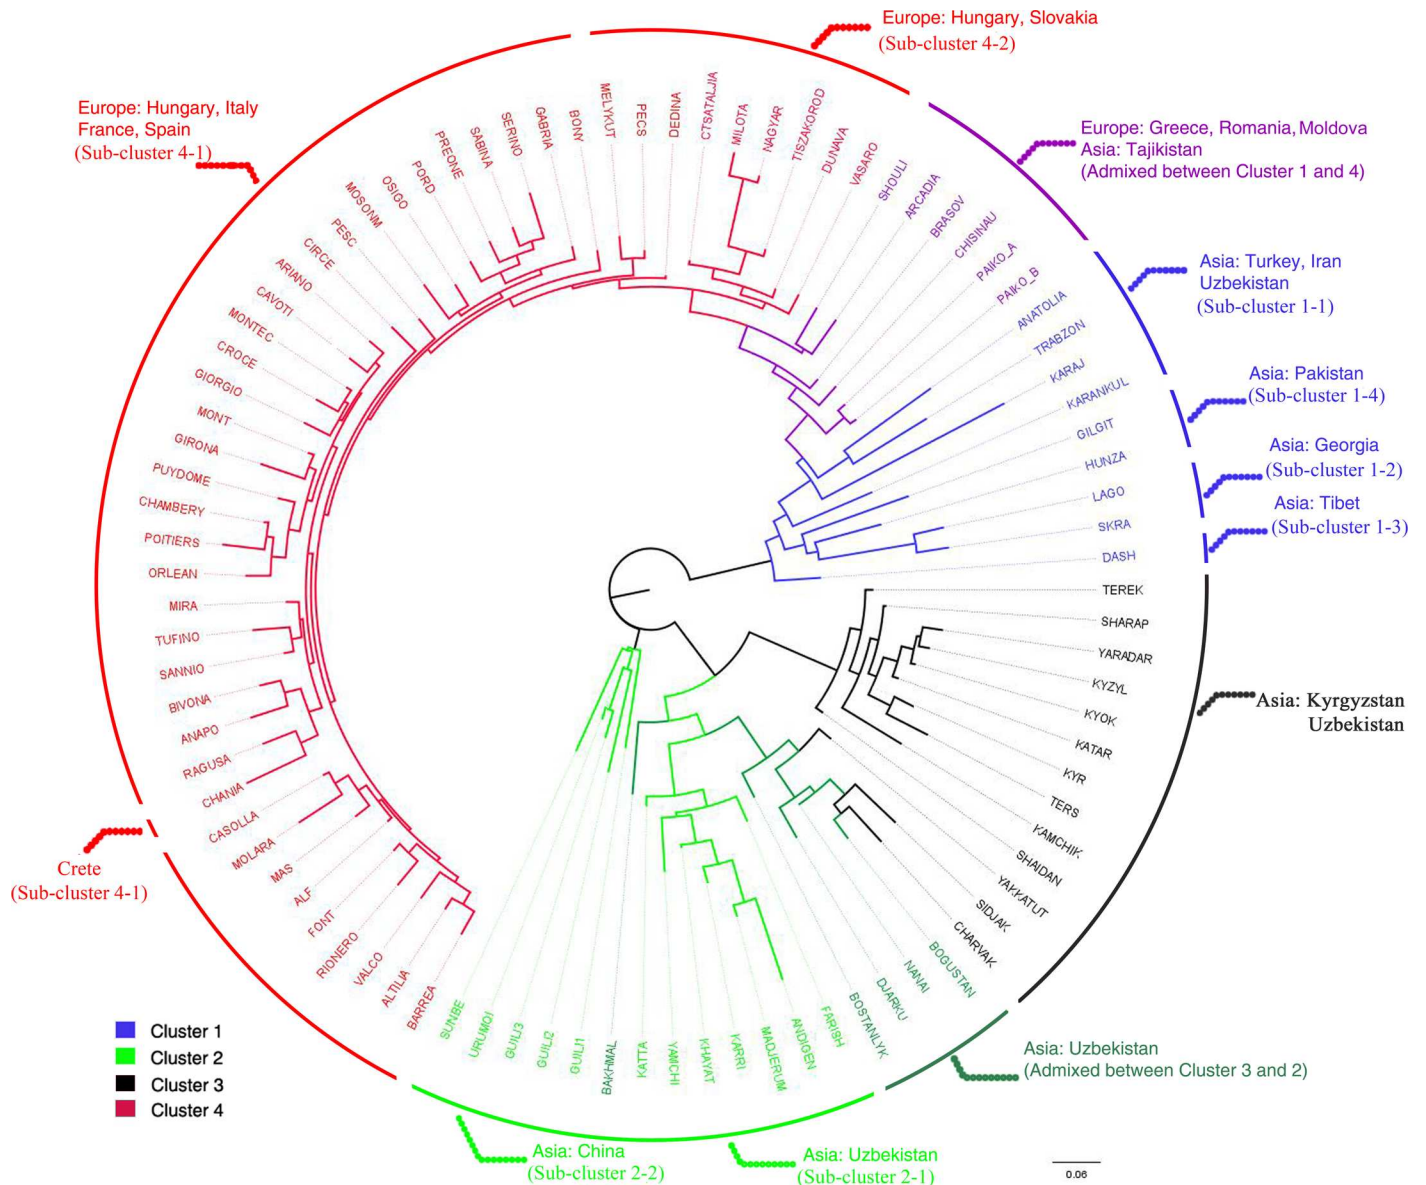 Europe: Hungary, Slovakia
(Sub-cluster 4-2)
Europe: Hungary, Italy
France, Spain
(Sub-cluster 4-1)
Europe: Greece, Romania, Moldova
Asia: Tajikistan
(Admixed between Cluster 1 and 4)
Asia: Turkey, Iran
Uzbekistan
(Sub-cluster 1-1)
Asia: Pakistan
(Sub-cluster 1-4)
Asia: Georgia
(Sub-cluster 1-2)
Asia: Tibet
(Sub-cluster 1-3)
Asia: Kyrgyzstan
Uzbekistan
Asia: Uzbekistan
(Admixed between Cluster 3 and 2)
Asia: Uzbekistan
(Sub-cluster 2-1)
Asia: China
(Sub-cluster 2-2)
Crete
(Sub-cluster 4-1)
MELYKUT
PECS
DEDINA
CTSATALJIA
MILOTA
NAGYAR
TISZAKOROD
DUNAVA
VASARO
SHOULI
ARCADIA
BRASOV
CHISINAU
PAIKO_A
PAIKO_B
ANATOLIA
TRABZON
KARAJ
KARANKUL
GILGIT
HUNZA
LAGO
SKRA
DASH
TEREK
SHARAP
YARADAR
KYZYL
KYOK
KATAR
KYR
TERS
KAMCHIK
SHAIDAN
YAKKATUT
SIDJAK
CHARVAK
BOGUSTAN
NANAI
DJARKU
BOSTANLYK
FARISH
ANDIGEN
MADJERUM
KARRI
KHAYAT
YAMCHI
KATTA
BAKHMAL
GUILI1
GUILI2
GUILI3
URUMQI
SUNBE
BARREA
ALTILIA
VALCO
RIONERO
FONT
ALF
MAS
MOLARA
CASOLLA
CHANIA
RAGUSA
ANAPO
BIVONA
SANNIO
TUFINO
MIRA
ORLEAN
POITIERS
CHAMBERY
PUYDOME
GIRONA
MONT
GIORGIO
CROCE
MONTEC
CAVOTI
ARIANO
CIRCE
PESC
MOSONM
OSIGO
PORD
PREONE
SABINA
SERINO
GABRIA
BONY
Cluster 1
Cluster 2
Cluster 3
Cluster 4
0.06